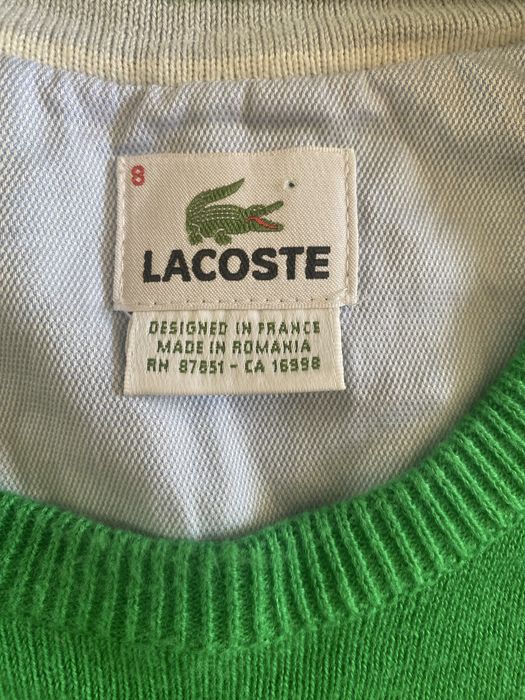 8
LACOSTE
DESIGNED IN FRANCE
MADE IN ROMANIA
RN 87851 - CA 16998